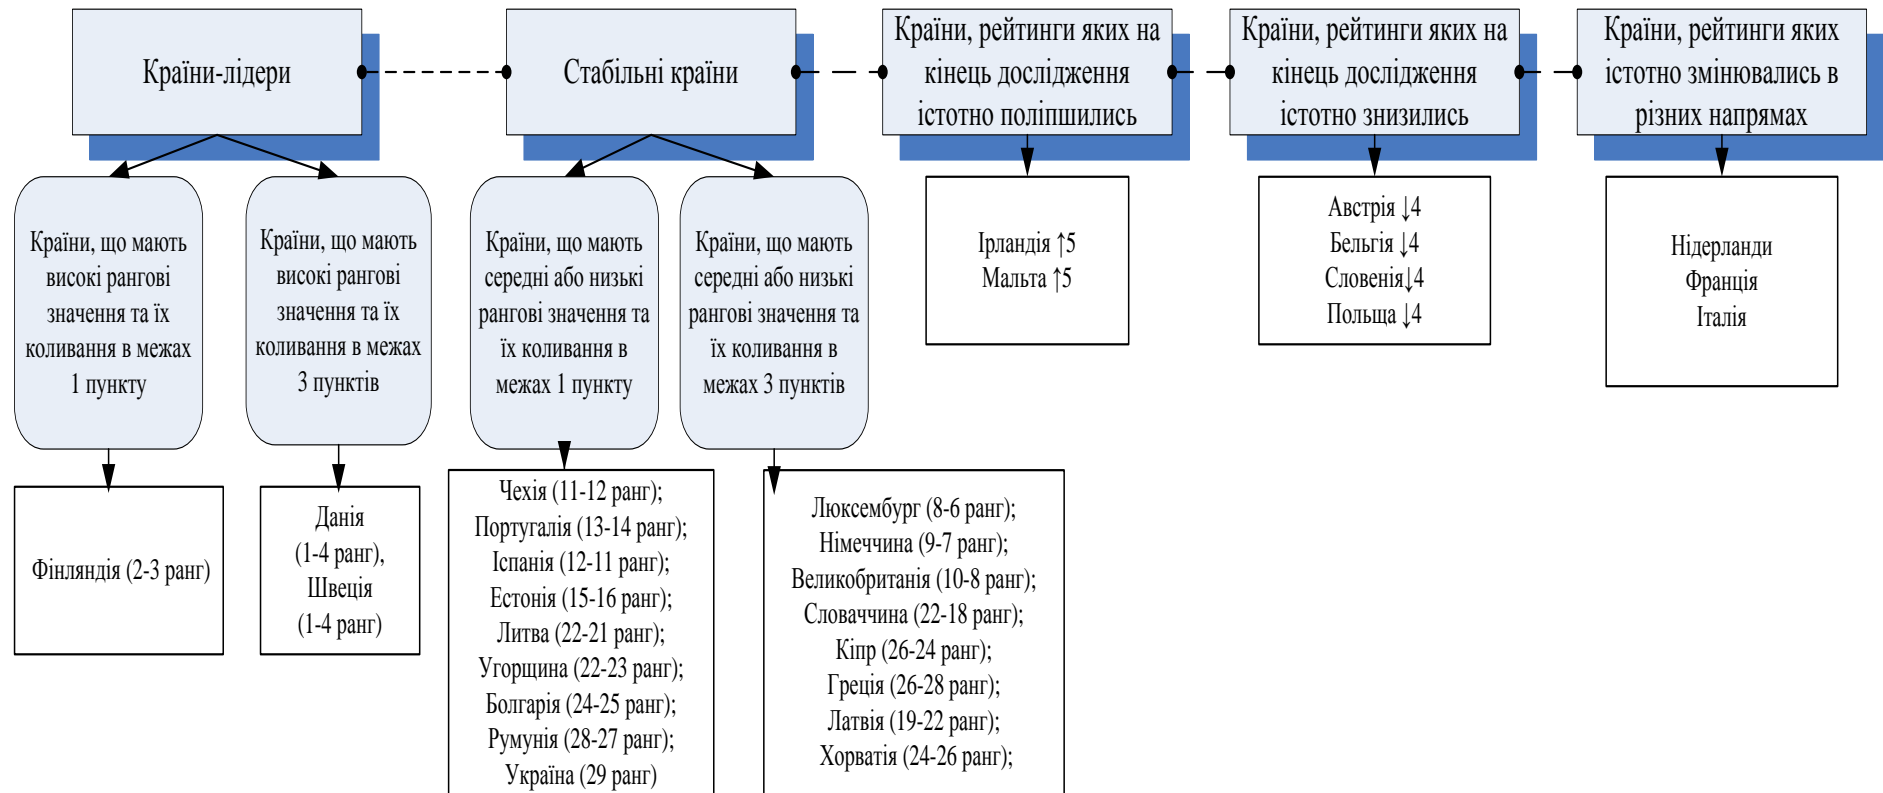 Країни-лідери
Стабільні країни
Країни, рейтинги яких на
кінець дослідження
істотно поліпшились
Країни, рейтинги яких на
кінець дослідження
істотно знизились
Країни, рейтинги яких
істотно змінювались в
різних напрямах
Країни, що мають
високі рангові
значення та їх
коливання в межах
1 пункту
Країни, що мають
високі рангові
значення та їх
коливання в межах
3 пунктів
Країни, що мають
середні або низькі
рангові значення та
їх коливання в
межах 1 пункту
Країни, що мають
середні або низькі
рангові значення та
їх коливання в
межах 3 пунктів
Ірландія ↑5
Мальта ↑5
Австрія ↓4
Бельгія ↓4
Словенія↓4
Польща ↓4
Нідерланди
Франція
Італія
Фінляндія (2-3 ранг)
Данія
(1-4 ранг),
Швеція
(1-4 ранг)
Чехія (11-12 ранг);
Португалія (13-14 ранг);
Іспанія (12-11 ранг);
Естонія (15-16 ранг);
Литва (22-21 ранг);
Угорщина (22-23 ранг);
Болгарія (24-25 ранг);
Румунія (28-27 ранг);
Україна (29 ранг)
Люксембург (8-6 ранг);
Німеччина (9-7 ранг);
Великобританія (10-8 ранг);
Словаччина (22-18 ранг);
Кіпр (26-24 ранг);
Греція (26-28 ранг);
Латвія (19-22 ранг);
Хорватія (24-26 ранг);